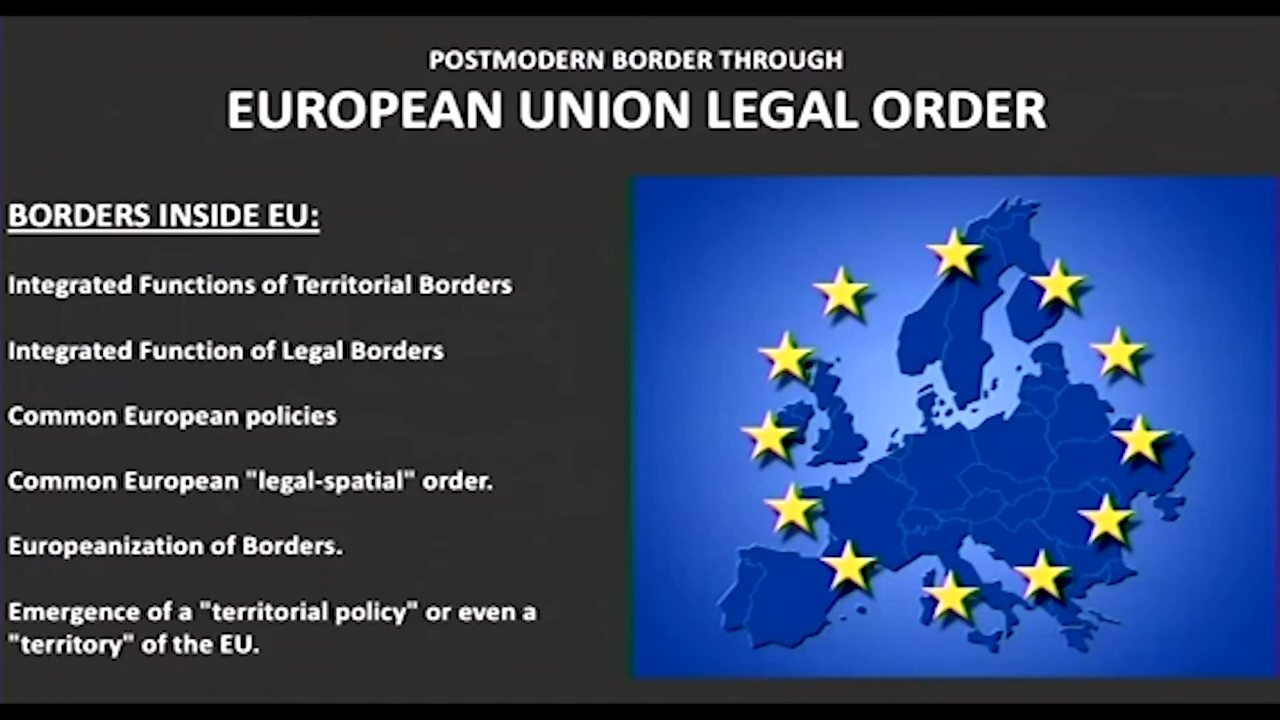 POSTMODERN BORDER THROUGH
EUROPEAN UNION LEGAL ORDER
BORDERS INSIDE EU:
Integrated Functions of Territorial Borders
Integrated Function of Legal Borders
Common European policies
Common European "legal-spatial" order.
Europeanization of Borders.
Emergence of a "territorial policy" or even a
"territory" of the EU.